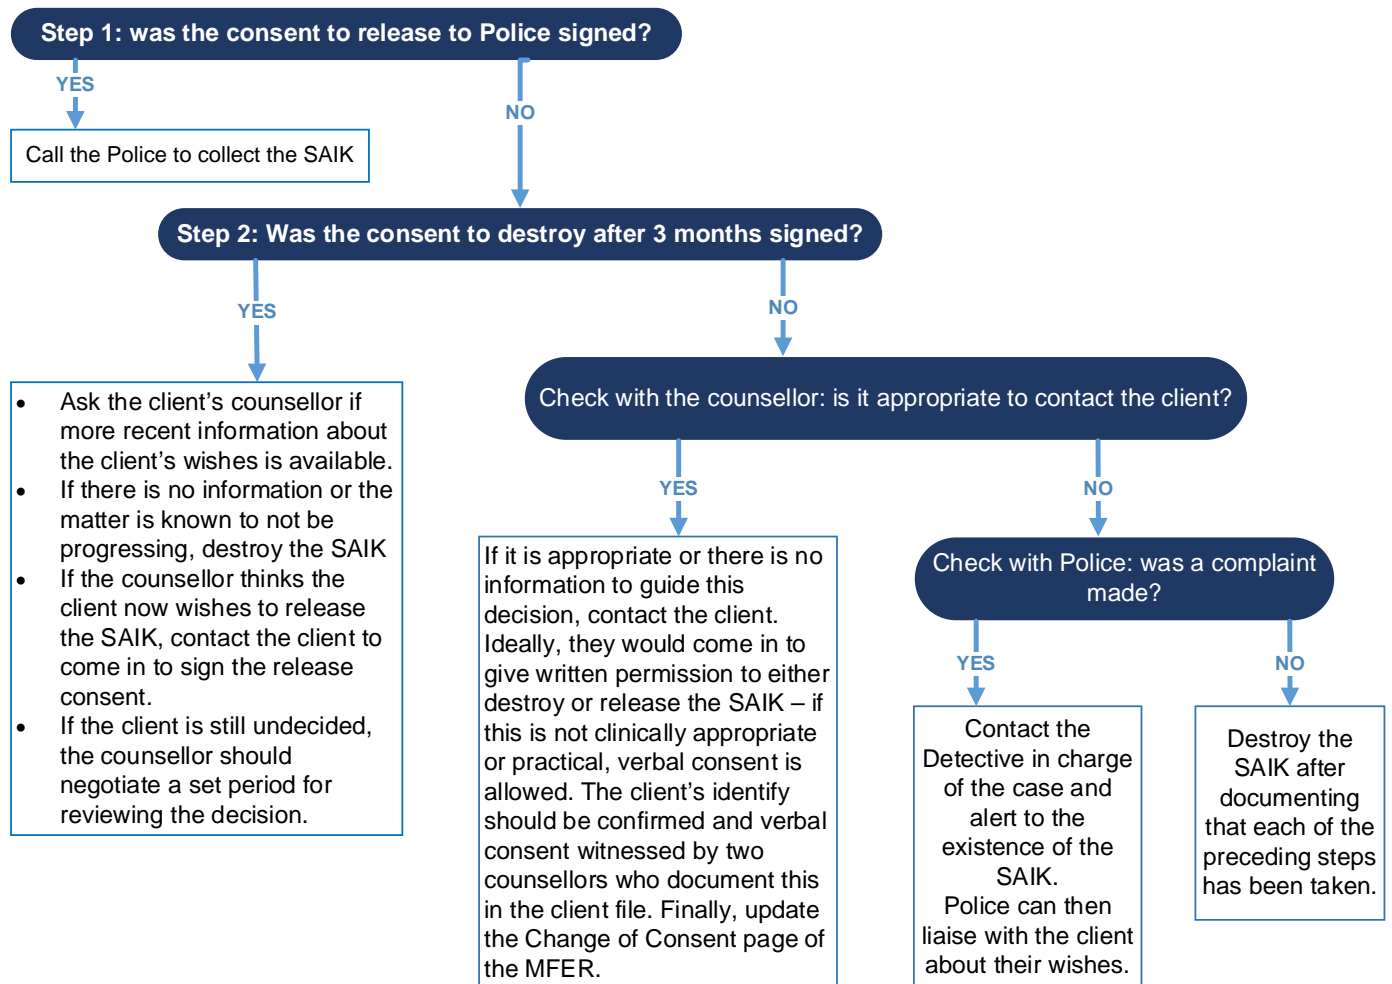 Step 1: was the consent to release to Police signed?
YES
NO
Call the Police to collect the SAIK
Step 2: Was the consent to destroy after 3 months signed?
YES
NO
• Ask the client’s counsellor if
more recent information about
the client’s wishes is available.
• If there is no information or the
matter is known to not be
progressing, destroy the SAIK
• If the counsellor thinks the
client now wishes to release
the SAIK, contact the client to
come in to sign the release
consent.
• If the client is still undecided,
the counsellor should
negotiate a set period for
reviewing the decision.
Check with the counsellor: is it appropriate to contact the client?
YES
NO
If it is appropriate or there is no
information to guide this
decision, contact the client.
Ideally, they would come in to
give written permission to either
destroy or release the SAIK – if
this is not clinically appropriate
or practical, verbal consent is
allowed. The client’s identify
should be confirmed and verbal
consent witnessed by two
counsellors who document this
in the client file. Finally, update
the Change of Consent page of
the MFER.
Check with Police: was a complaint
made?
YES
NO
Contact the
Detective in charge
of the case and
alert to the
existence of the
SAIK.
Police can then
liaise with the client
about their wishes.
Destroy the
SAIK after
documenting
that each of the
preceding steps
has been taken.